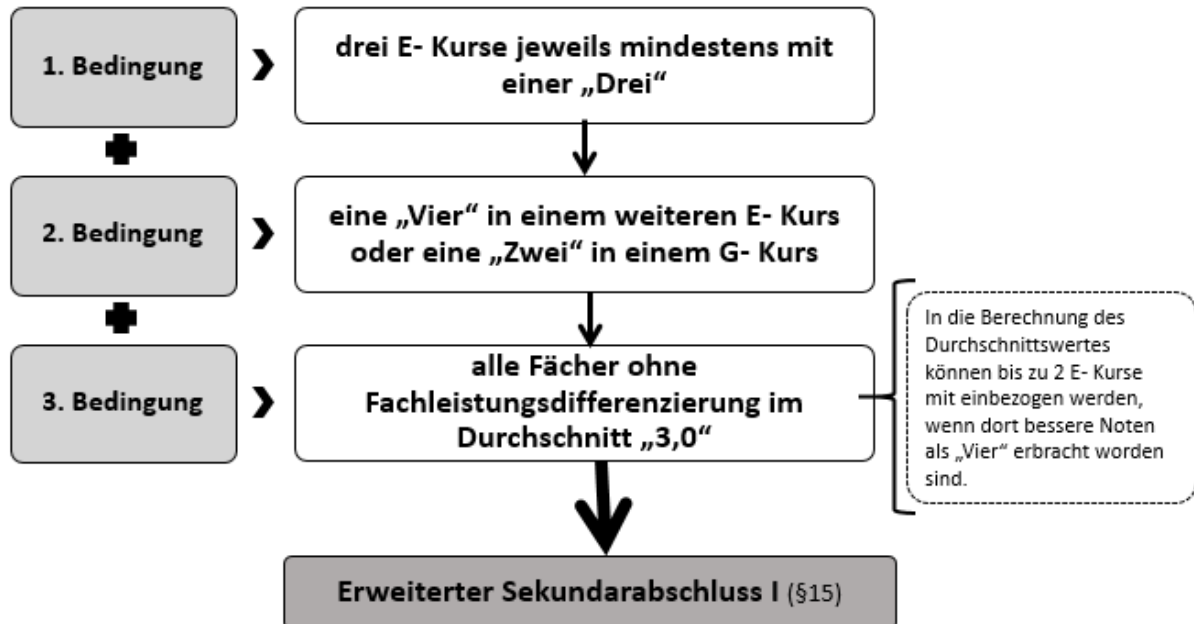 1. Bedingung
drei E- Kurse jeweils mindestens mit
einer „Drei“
2. Bedingung
eine „Vier“ in einem weiteren E- Kurs
oder eine „Zwei“ in einem G- Kurs
3. Bedingung
alle Fächer ohne
Fachleistungsdifferenzierung im
Durchschnitt „3,0“
In die Berechnung des
Durchschnittswertes
können bis zu 2 E- Kurse
mit einbezogen werden,
wenn dort bessere Noten
als „Vier“ erbracht worden
sind.
Erweiterter Sekundarabschluss I (§15)